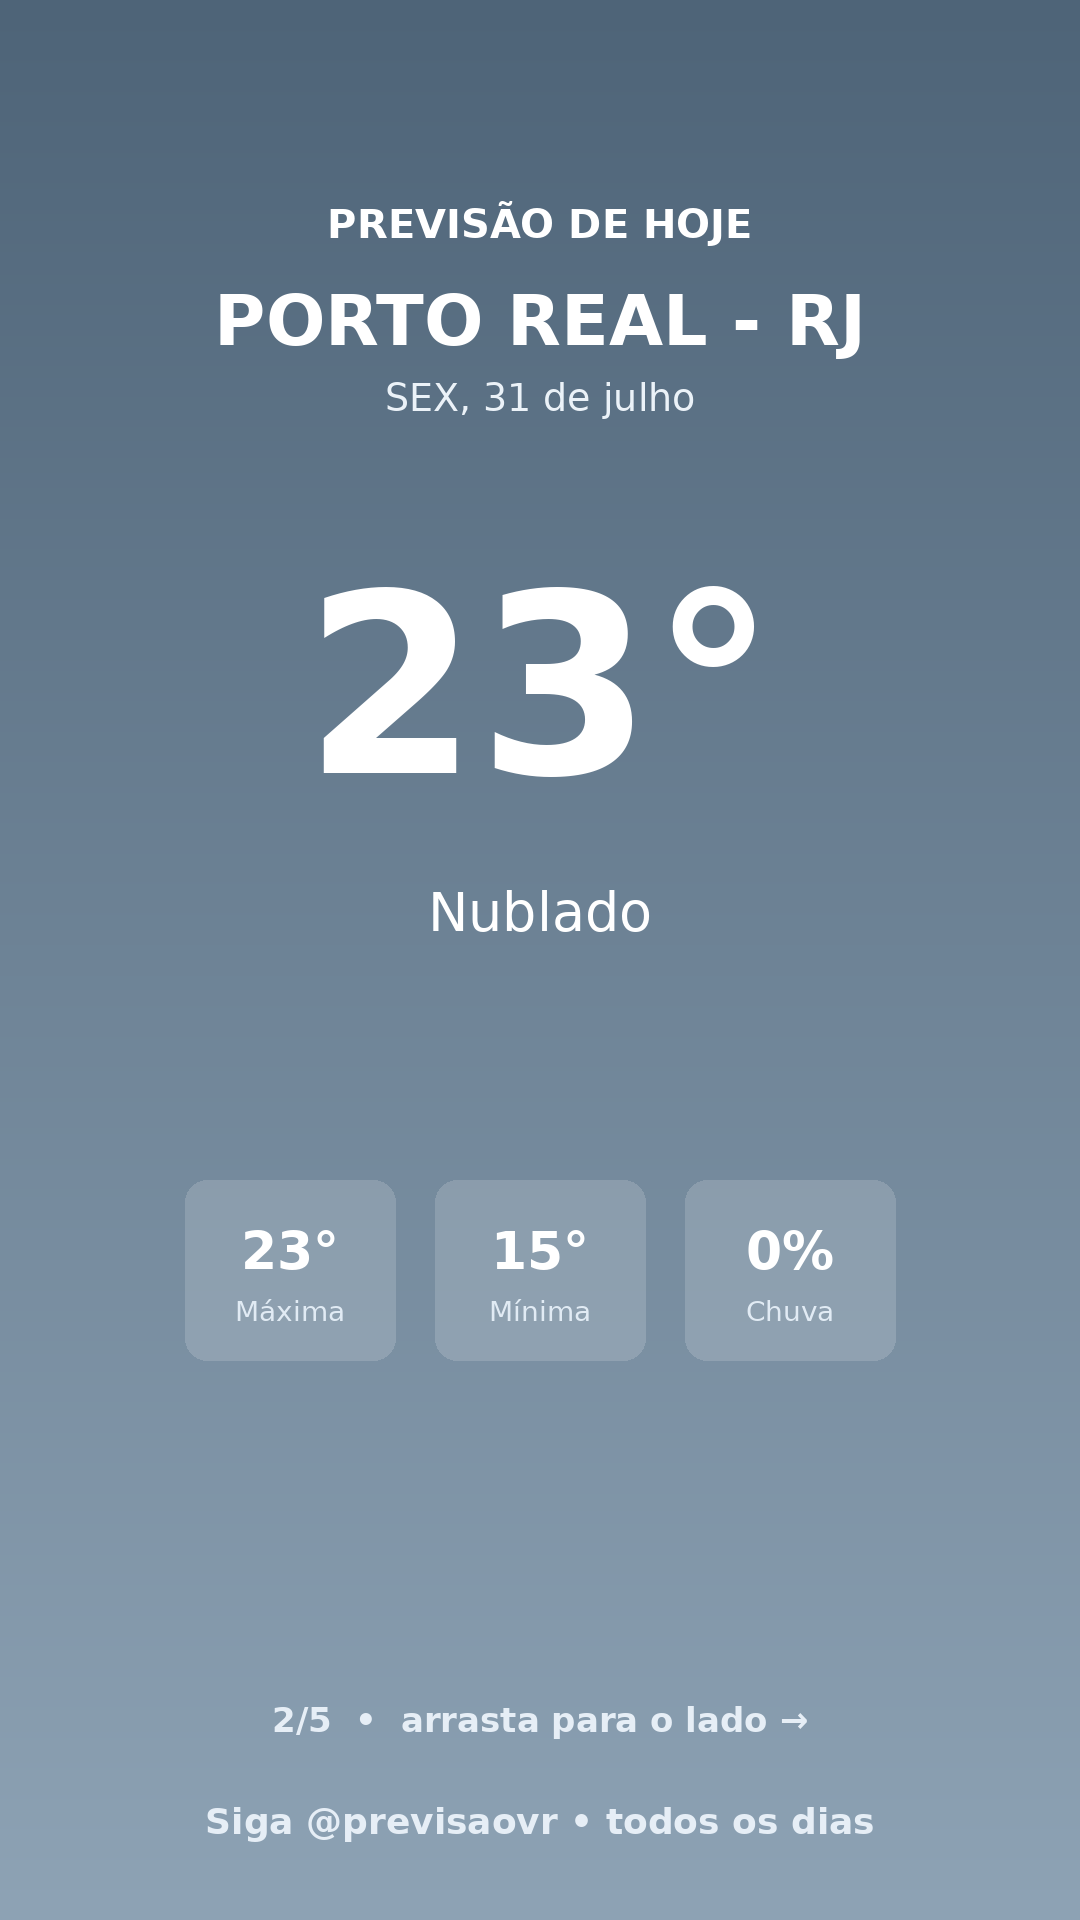 PREVISÃO DE HOJE
PORTO REAL - RJ
SEX, 31 de julho
23°
Nublado
23° 15° 0%
Máxima Mínima Chuva
2/5 • arrasta para o lado →
Siga @previsaovr • todos os dias